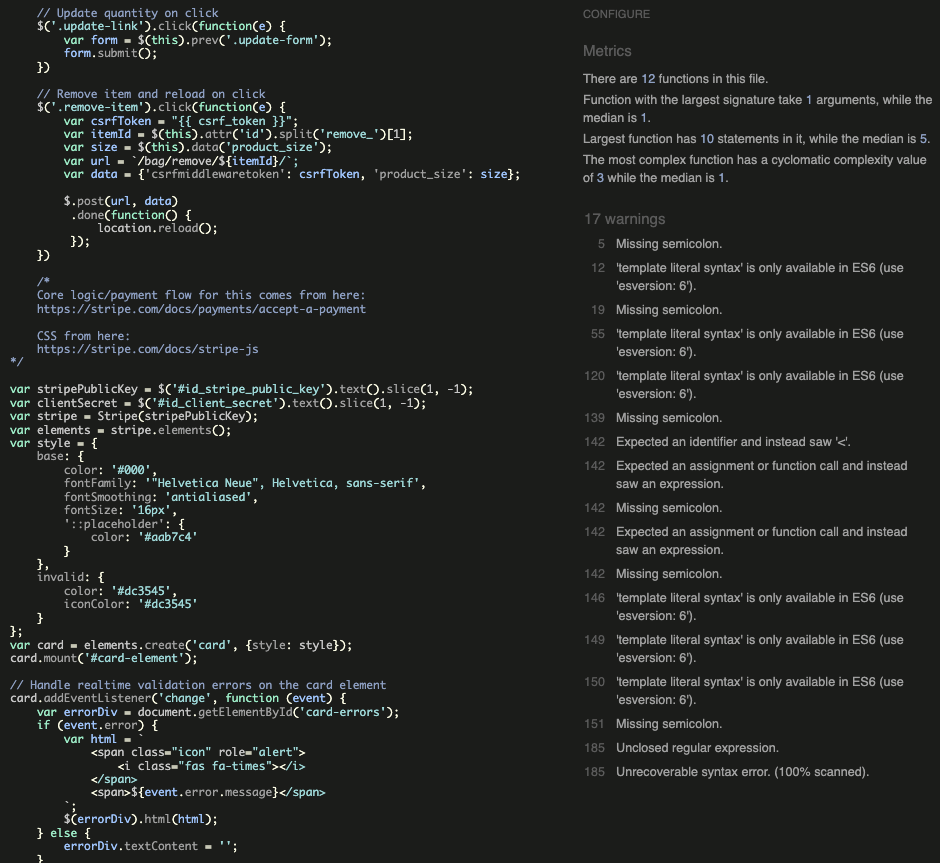 // Update quantity on click
$('.update-link').click(function(e) {
var form = $(this).prev('.update-form');
form.submit();
})
// Remove item and reload on click
$('.remove-item').click(function(e) {
var csrfToken = "{{ csrf_token }}";
var itemId = $(this).attr('id').split('remove_')[1];
var size = $(this).data('product_size');
var url = `/bag/remove/${itemId}/`;
var data = {'csrfmiddlewaretoken': csrfToken, 'product_size': size};
$.post(url, data)
.done(function() {
location.reload();
});
})
/*
Core logic/payment flow for this comes from here:
https://stripe.com/docs/payments/accept-a-payment
CSS from here:
https://stripe.com/docs/stripe-js
*/
var stripePublicKey = $('#id_stripe_public_key').text().slice(1, -1);
var clientSecret = $('#id_client_secret').text().slice(1, -1);
var stripe = Stripe(stripePublicKey);
var elements = stripe.elements();
var style = {
base: {
color: '#000',
fontFamily: '"Helvetica Neue", Helvetica, sans-serif',
fontSmoothing: 'antialiased',
fontSize: '16px',
'::placeholder': {
color: '#aab7c4'
}
},
invalid: {
color: '#dc3545',
iconColor: '#dc3545'
}
};
var card = elements.create('card', {style: style});
card.mount('#card-element');
// Handle realtime validation errors on the card element
card.addEventListener('change', function (event) {
var errorDiv = document.getElementById('card-errors');
if (event.error) {
var html = `
<span class="icon" role="alert">
<i class="fas fa-times"></i>
</span>
<span>${event.error.message}</span>
`;
$(errorDiv).html(html);
} else {
errorDiv.textContent = '';
}
CONFIGURE
Metrics
There are 12 functions in this file.
Function with the largest signature take 1 arguments, while the
median is 1.
Largest function has 10 statements in it, while the median is 5.
The most complex function has a cyclomatic complexity value
of 3 while the median is 1.
17 warnings
5 Missing semicolon.
12 'template literal syntax' is only available in ES6 (use
'esversion: 6').
19 Missing semicolon.
55 'template literal syntax' is only available in ES6 (use
'esversion: 6').
120 'template literal syntax' is only available in ES6 (use
'esversion: 6').
139 Missing semicolon.
142 Expected an identifier and instead saw '<'.
142 Expected an assignment or function call and instead
saw an expression.
142 Missing semicolon.
142 Expected an assignment or function call and instead
saw an expression.
142 Missing semicolon.
146 'template literal syntax' is only available in ES6 (use
'esversion: 6').
149 'template literal syntax' is only available in ES6 (use
'esversion: 6').
150 'template literal syntax' is only available in ES6 (use
'esversion: 6').
151 Missing semicolon.
185 Unclosed regular expression.
185 Unrecoverable syntax error. (100% scanned).